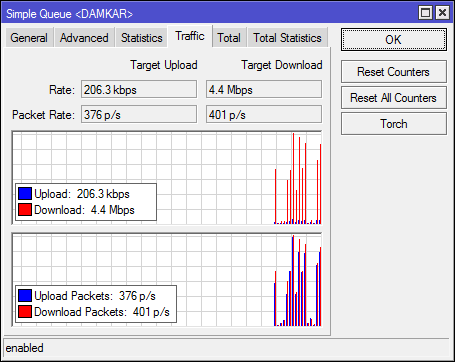 Simple Queue <DAMKAR>
General Advanced Statistics Traffic Total Total Statistics
OK
Target Upload Target Download
Reset Counters
Rate: 206.3 kbps 4.4 Mbps
Reset All Counters
Packet Rate: 376 p/s 401 p/s
Torch
Upload: 206.3 kbps
Download: 4.4 Mbps
Upload Packets: 376 p/s
Download Packets: 401 p/s
enabled